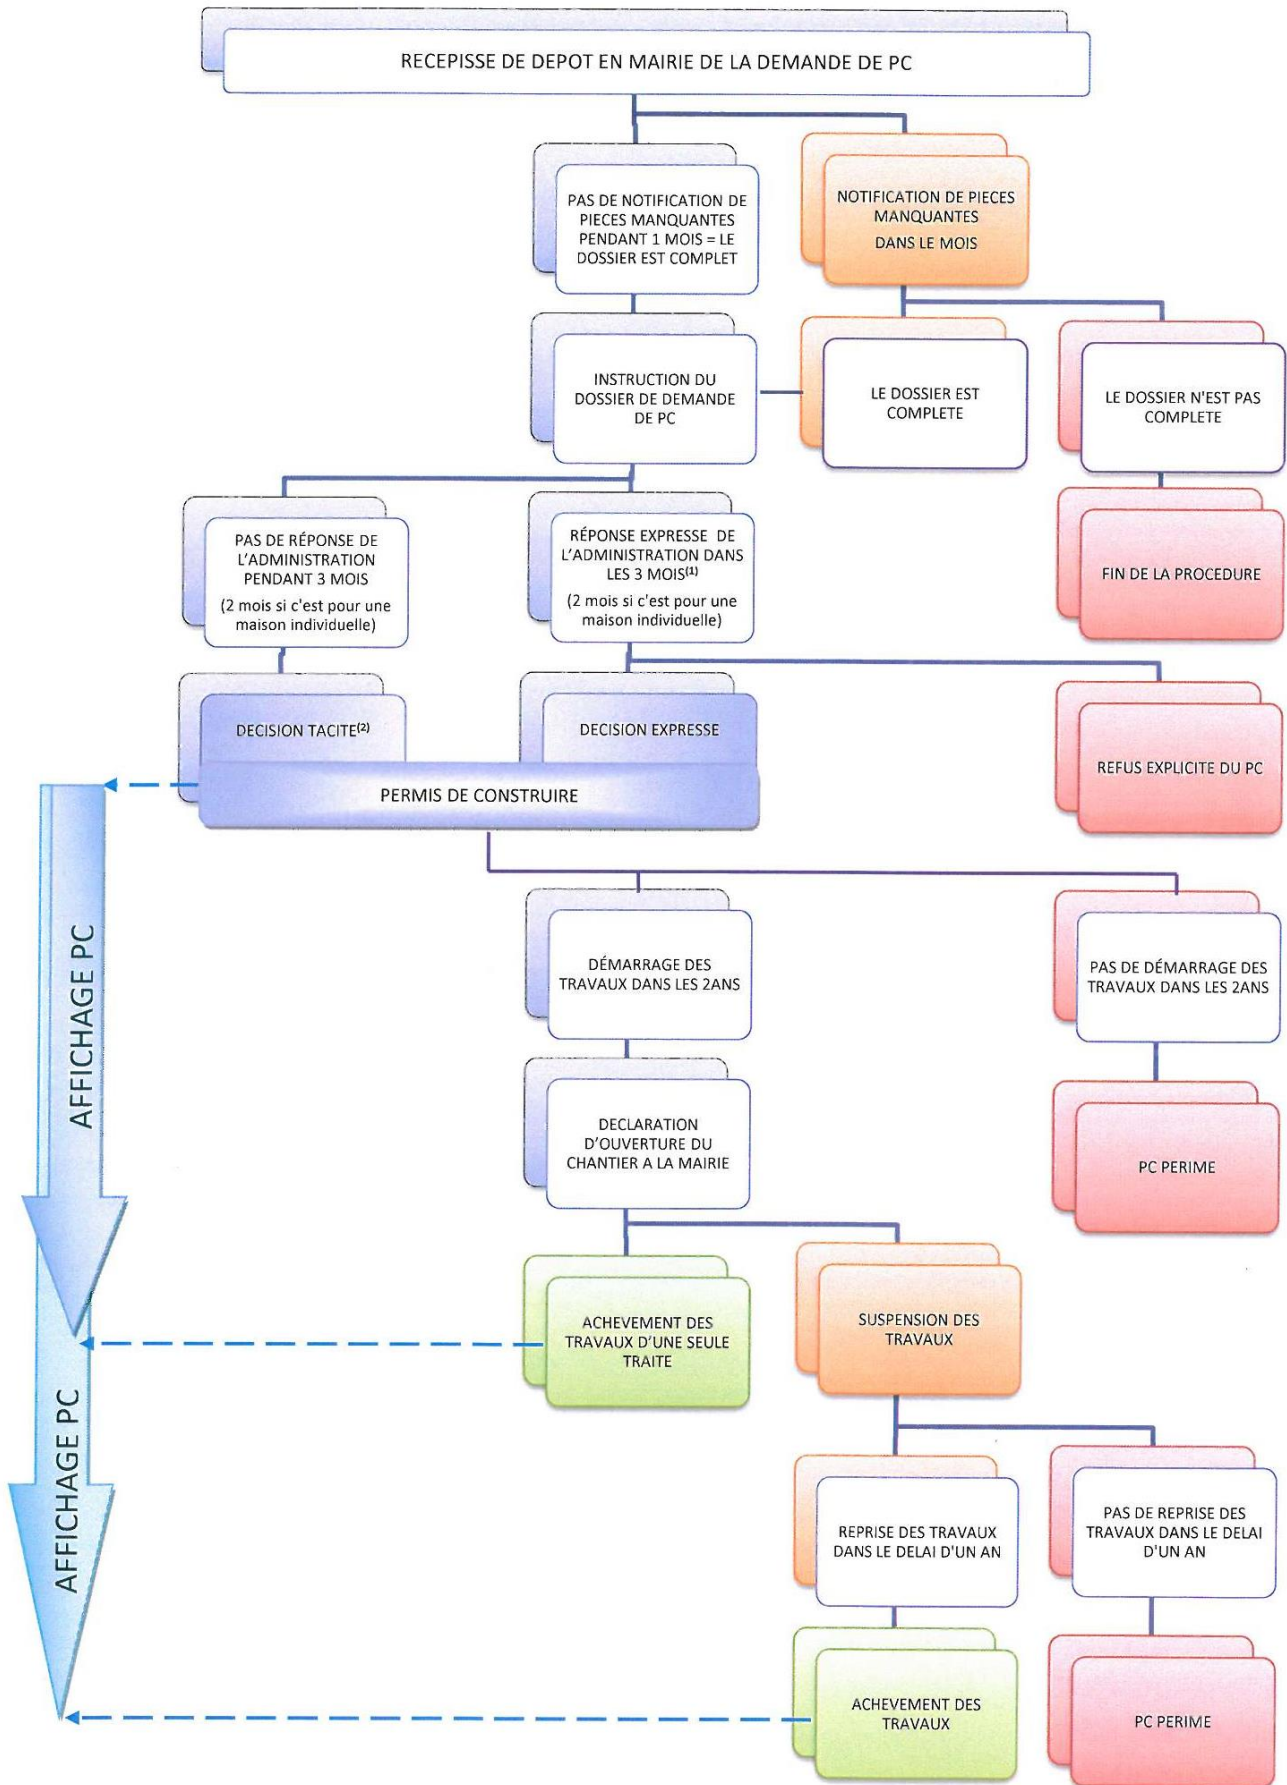 RECEPISSE DE DEPOT EN MAIRIE DE LA DEMANDE DE PC
PAS DE NOTIFICATION DE
PIECES MANQUANTES
PENDANT 1 MOIS = LE
DOSSIER EST COMPLET
NOTIFICATION DE PIECES
MANQUANTES
DANS LE MOIS
INSTRUCTION DU
DOSSIER DE DEMANDE
DE PC
LE DOSSIER EST
COMPLETE
LE DOSSIER N'EST PAS
COMPLETE
PAS DE RÉPONSE DE
L'ADMINISTRATION
PENDANT 3 MOIS
(2 mois si c'est pour une
maison individuelle)
RÉPONSE EXPRESSE DE
L'ADMINISTRATION DANS
LES 3 MOIS(1)
(2 mois si c'est pour une
maison individuelle)
FIN DE LA PROCEDURE
DECISION TACITE(2)
DECISION EXPRESSE
REFUS EXPLICITE DU PC
PERMIS DE CONSTRUIRE
AFFICHAGE PC
DÉMARRAGE DES
TRAVAUX DANS LES 2ANS
PAS DE DÉMARRAGE DES
TRAVAUX DANS LES 2ANS
DECLARATION
D'OUVERTURE DU
CHANTIER A LA MAIRIE
PC PERIME
ACHEVEMENT DES
TRAVAUX D'UNE SEULE
TRAITE
SUSPENSION DES
TRAVAUX
AFFICHAGE PC
REPRISE DES TRAVAUX
DANS LE DELAI D'UN AN
PAS DE REPRISE DES
TRAVAUX DANS LE DELAI
D'UN AN
ACHEVEMENT DES
TRAVAUX
PC PERIME